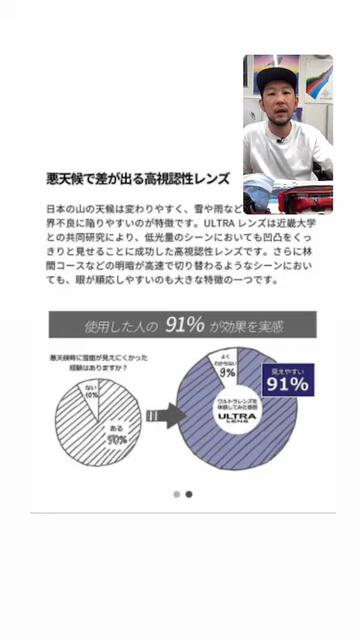 悪天候で差が出る高視認性レンズ
日本の山の天候は変わりやすく、雪や雨など
界不良に陥りやすいのが特徴です。ULTRA レンズは近畿大学
との共同研究により、低光量のシーンにおいても凹凸をくっ
きりと見せることに成功した高視認性レンズです。さらに林
間コースなどの明暗が高速で切り替わるようなシーンにおい
ても、眼が順応しやすいのも大きな特徴の一つです。
使用した人の 91% が効果を実感
悪天候時に雪面が見えにくかった
経験はありますか?
ない
10%
ある
90%
よく
わからない
9%
見えやすい
91%
ウルトラレンズを
体感してみた感想
ULTRA
LENS